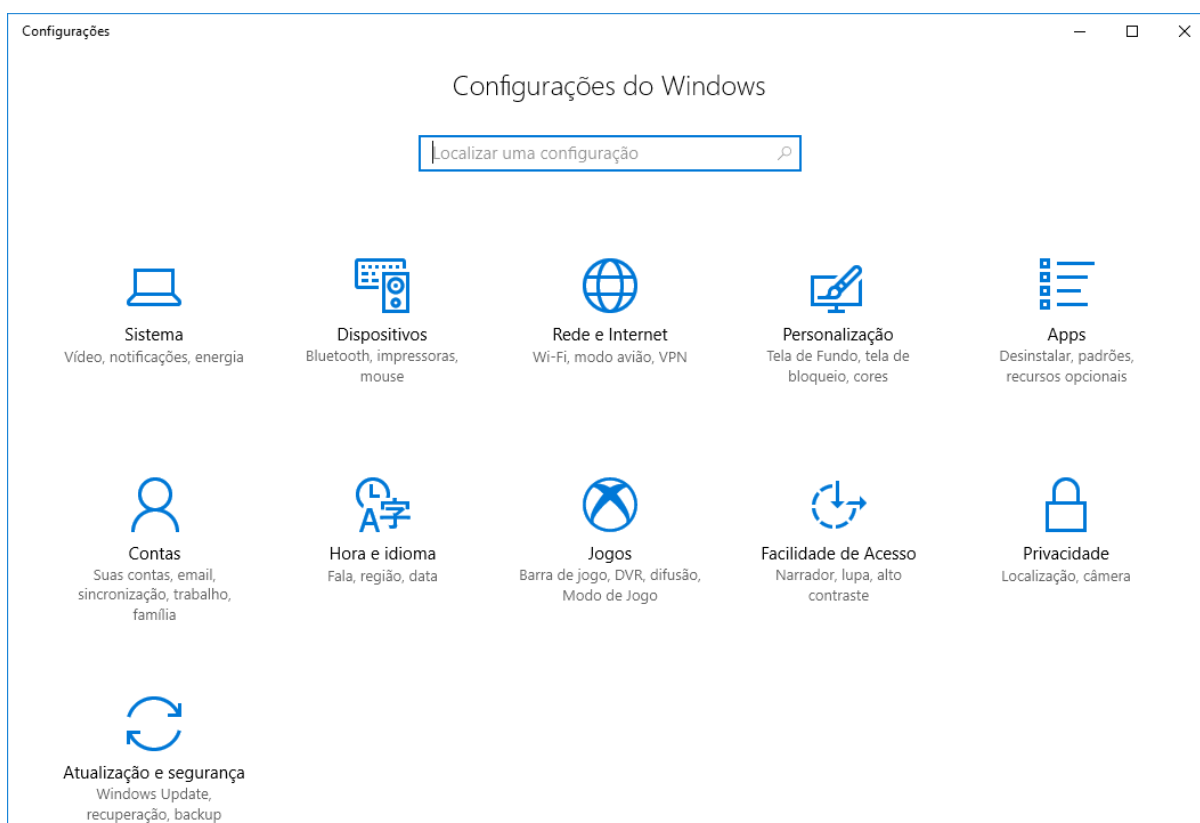 Configurações
Configurações do Windows
Localizar uma configuração
Sistema
Vídeo, notificações, energia
Dispositivos
Bluetooth, impressoras,
mouse
Rede e Internet
Wi-Fi, modo avião, VPN
Personalização
Tela de Fundo, tela de
bloqueio, cores
Apps
Desinstalar, padrões,
recursos opcionais
Contas
Suas contas, email,
sincronização, trabalho,
família
Hora e idioma
Fala, região, data
Jogos
Barra de jogo, DVR, difusão,
Modo de Jogo
Facilidade de Acesso
Narrador, lupa, alto
contraste
Privacidade
Localização, câmera
Atualização e segurança
Windows Update,
recuperação, backup